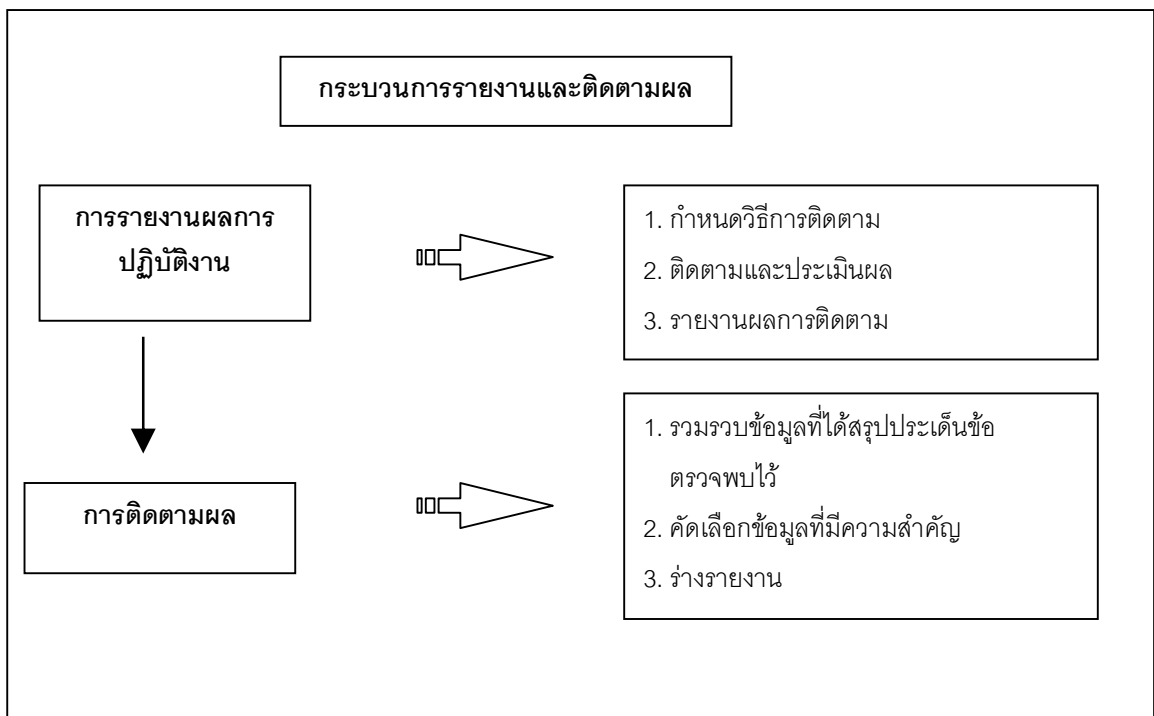 กระบวนการรายงานและติดตามผล
การรายงานผลการ
ปฏิบัติงาน
1. กำหนดวิธีการติดตาม
2. ติดตามและประเมินผล
3. รายงานผลการติดตาม
การติดตามผล
1. รวมรวบข้อมูลที่ได้สรุปประเด็นข้อ
ตรวจพบไว้
2. คัดเลือกข้อมูลที่มีความสำคัญ
3. ร่างรายงาน